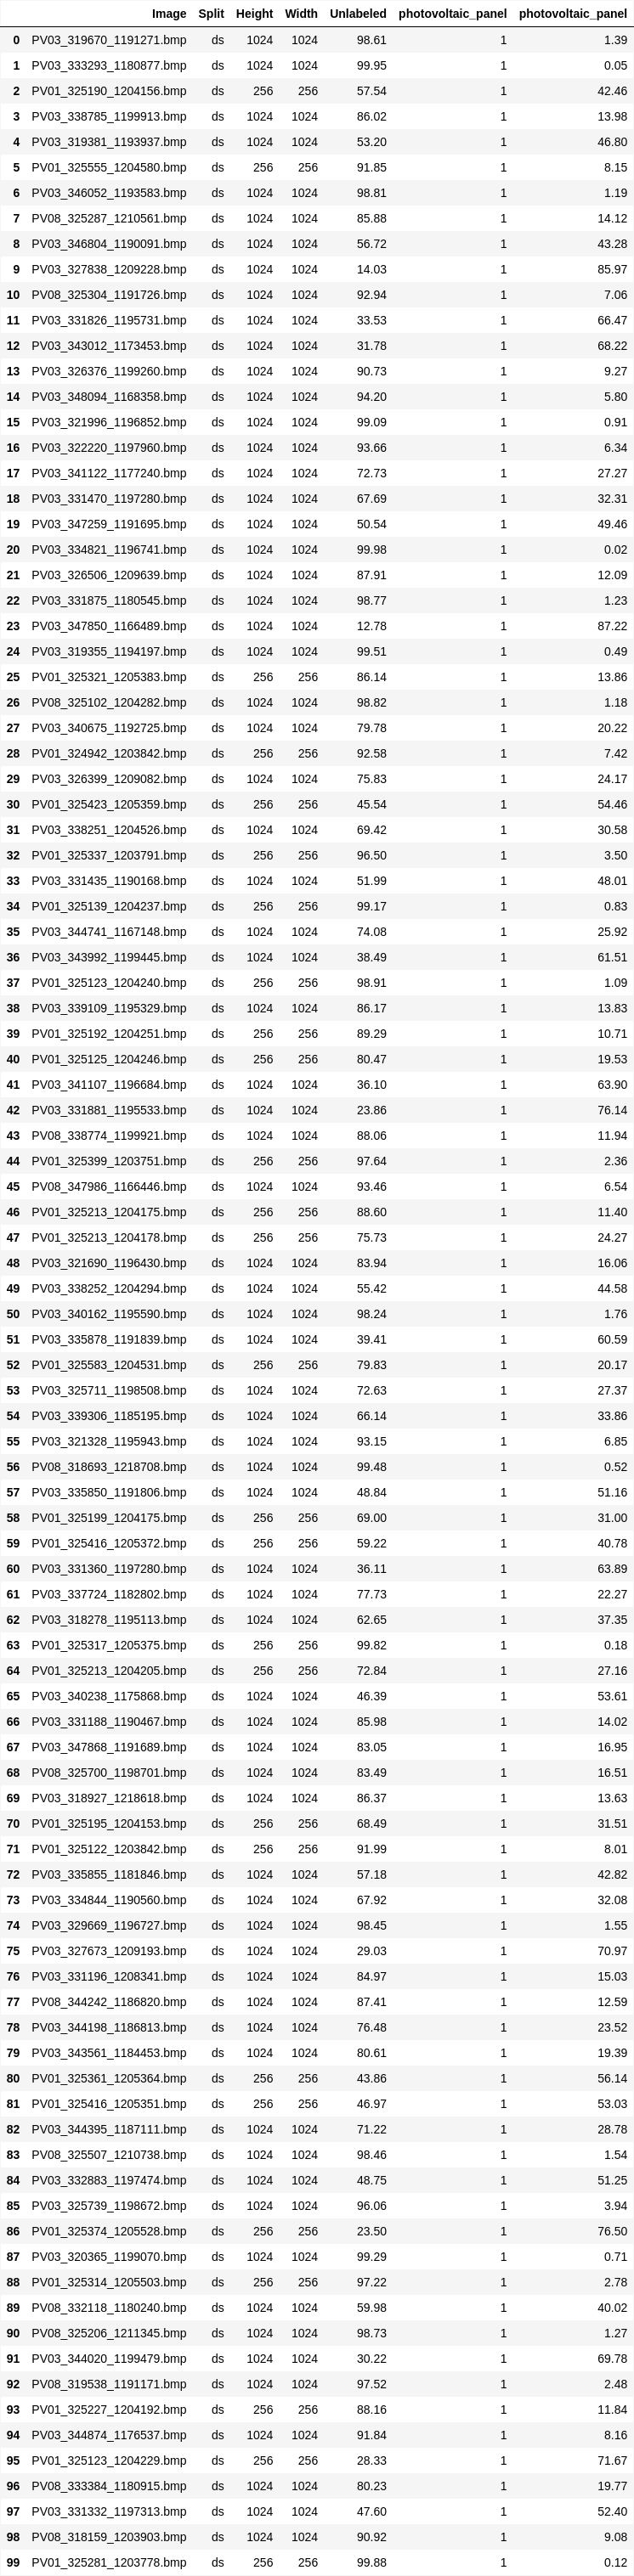 Image Split Height Width Unlabeled photovoltaic_panel photovoltaic_panel
0 PV03_319670_1191271.bmp ds 1024 1024 98.61 1 1.39
1 PV03_333293_1180877.bmp ds 1024 1024 99.95 1 0.05
2 PV01_325190_1204156.bmp ds 256 256 57.54 1 42.46
3 PV03_338785_1199913.bmp ds 1024 1024 86.02 1 13.98
4 PV03_319381_1193937.bmp ds 1024 1024 53.20 1 46.80
5 PV01_325555_1204580.bmp ds 256 256 91.85 1 8.15
6 PV03_346052_1193583.bmp ds 1024 1024 98.81 1 1.19
7 PV08_325287_1210561.bmp ds 1024 1024 85.88 1 14.12
8 PV03_346804_1190091.bmp ds 1024 1024 56.72 1 43.28
9 PV03_327838_1209228.bmp ds 1024 1024 14.03 1 85.97
10 PV08_325304_1191726.bmp ds 1024 1024 92.94 1 7.06
11 PV03_331826_1195731.bmp ds 1024 1024 33.53 1 66.47
12 PV03_343012_1173453.bmp ds 1024 1024 31.78 1 68.22
13 PV03_326376_1199260.bmp ds 1024 1024 90.73 1 9.27
14 PV03_348094_1168358.bmp ds 1024 1024 94.20 1 5.80
15 PV03_321996_1196852.bmp ds 1024 1024 99.09 1 0.91
16 PV03_322220_1197960.bmp ds 1024 1024 93.66 1 6.34
17 PV03_341122_1177240.bmp ds 1024 1024 72.73 1 27.27
18 PV03_331470_1197280.bmp ds 1024 1024 67.69 1 32.31
19 PV03_347259_1191695.bmp ds 1024 1024 50.54 1 49.46
20 PV03_334821_1196741.bmp ds 1024 1024 99.98 1 0.02
21 PV03_326506_1209639.bmp ds 1024 1024 87.91 1 12.09
22 PV03_331875_1180545.bmp ds 1024 1024 98.77 1 1.23
23 PV03_347850_1166489.bmp ds 1024 1024 12.78 1 87.22
24 PV03_319355_1194197.bmp ds 1024 1024 99.51 1 0.49
25 PV01_325321_1205383.bmp ds 256 256 86.14 1 13.86
26 PV08_325102_1204282.bmp ds 1024 1024 98.82 1 1.18
27 PV03_340675_1192725.bmp ds 1024 1024 79.78 1 20.22
28 PV01_324942_1203842.bmp ds 256 256 92.58 1 7.42
29 PV03_326399_1209082.bmp ds 1024 1024 75.83 1 24.17
30 PV01_325423_1205359.bmp ds 256 256 45.54 1 54.46
31 PV03_338251_1204526.bmp ds 1024 1024 69.42 1 30.58
32 PV01_325337_1203791.bmp ds 256 256 96.50 1 3.50
33 PV03_331435_1190168.bmp ds 1024 1024 51.99 1 48.01
34 PV01_325139_1204237.bmp ds 256 256 99.17 1 0.83
35 PV03_344741_1167148.bmp ds 1024 1024 74.08 1 25.92
36 PV03_343992_1199445.bmp ds 1024 1024 38.49 1 61.51
37 PV01_325123_1204240.bmp ds 256 256 98.91 1 1.09
38 PV03_339109_1195329.bmp ds 1024 1024 86.17 1 13.83
39 PV01_325192_1204251.bmp ds 256 256 89.29 1 10.71
40 PV01_325125_1204246.bmp ds 256 256 80.47 1 19.53
41 PV03_341107_1196684.bmp ds 1024 1024 36.10 1 63.90
42 PV03_331881_1195533.bmp ds 1024 1024 23.86 1 76.14
43 PV08_338774_1199921.bmp ds 1024 1024 88.06 1 11.94
44 PV01_325399_1203751.bmp ds 256 256 97.64 1 2.36
45 PV08_347986_1166446.bmp ds 1024 1024 93.46 1 6.54
46 PV01_325213_1204175.bmp ds 256 256 88.60 1 11.40
47 PV01_325213_1204178.bmp ds 256 256 75.73 1 24.27
48 PV03_321690_1196430.bmp ds 1024 1024 83.94 1 16.06
49 PV03_338252_1204294.bmp ds 1024 1024 55.42 1 44.58
50 PV03_340162_1195590.bmp ds 1024 1024 98.24 1 1.76
51 PV03_335878_1191839.bmp ds 1024 1024 39.41 1 60.59
52 PV01_325583_1204531.bmp ds 256 256 79.83 1 20.17
53 PV03_325711_1198508.bmp ds 1024 1024 72.63 1 27.37
54 PV03_339306_1185195.bmp ds 1024 1024 66.14 1 33.86
55 PV03_321328_1195943.bmp ds 1024 1024 93.15 1 6.85
56 PV08_318693_1218708.bmp ds 1024 1024 99.48 1 0.52
57 PV03_335850_1191806.bmp ds 1024 1024 48.84 1 51.16
58 PV01_325199_1204175.bmp ds 256 256 69.00 1 31.00
59 PV01_325416_1205372.bmp ds 256 256 59.22 1 40.78
60 PV03_331360_1197280.bmp ds 1024 1024 36.11 1 63.89
61 PV03_337724_1182802.bmp ds 1024 1024 77.73 1 22.27
62 PV03_318278_1195113.bmp ds 1024 1024 62.65 1 37.35
63 PV01_325317_1205375.bmp ds 256 256 99.82 1 0.18
64 PV01_325213_1204205.bmp ds 256 256 72.84 1 27.16
65 PV03_340238_1175868.bmp ds 1024 1024 46.39 1 53.61
66 PV03_331188_1190467.bmp ds 1024 1024 85.98 1 14.02
67 PV03_347868_1191689.bmp ds 1024 1024 83.05 1 16.95
68 PV08_325700_1198701.bmp ds 1024 1024 83.49 1 16.51
69 PV03_318927_1218618.bmp ds 1024 1024 86.37 1 13.63
70 PV01_325195_1204153.bmp ds 256 256 68.49 1 31.51
71 PV01_325122_1203842.bmp ds 256 256 91.99 1 8.01
72 PV03_335855_1181846.bmp ds 1024 1024 57.18 1 42.82
73 PV03_334844_1190560.bmp ds 1024 1024 67.92 1 32.08
74 PV03_329669_1196727.bmp ds 1024 1024 98.45 1 1.55
75 PV03_327673_1209193.bmp ds 1024 1024 29.03 1 70.97
76 PV03_331196_1208341.bmp ds 1024 1024 84.97 1 15.03
77 PV08_344242_1186820.bmp ds 1024 1024 87.41 1 12.59
78 PV03_344198_1186813.bmp ds 1024 1024 76.48 1 23.52
79 PV03_343561_1184453.bmp ds 1024 1024 80.61 1 19.39
80 PV01_325361_1205364.bmp ds 256 256 43.86 1 56.14
81 PV01_325416_1205351.bmp ds 256 256 46.97 1 53.03
82 PV03_344395_1187111.bmp ds 1024 1024 71.22 1 28.78
83 PV08_325507_1210738.bmp ds 1024 1024 98.46 1 1.54
84 PV03_332883_1197474.bmp ds 1024 1024 48.75 1 51.25
85 PV03_325739_1198672.bmp ds 1024 1024 96.06 1 3.94
86 PV01_325374_1205528.bmp ds 256 256 23.50 1 76.50
87 PV03_320365_1199070.bmp ds 1024 1024 99.29 1 0.71
88 PV01_325314_1205503.bmp ds 256 256 97.22 1 2.78
89 PV08_332118_1180240.bmp ds 1024 1024 59.98 1 40.02
90 PV08_325206_1211345.bmp ds 1024 1024 98.73 1 1.27
91 PV03_344020_1199479.bmp ds 1024 1024 30.22 1 69.78
92 PV08_319538_1191171.bmp ds 1024 1024 97.52 1 2.48
93 PV01_325227_1204192.bmp ds 256 256 88.16 1 11.84
94 PV03_344874_1176537.bmp ds 1024 1024 91.84 1 8.16
95 PV01_325123_1204229.bmp ds 256 256 28.33 1 71.67
96 PV08_333384_1180915.bmp ds 1024 1024 80.23 1 19.77
97 PV03_331332_1197313.bmp ds 1024 1024 47.60 1 52.40
98 PV08_318159_1203903.bmp ds 1024 1024 90.92 1 9.08
99 PV01_325281_1203778.bmp ds 256 256 99.88 1 0.12